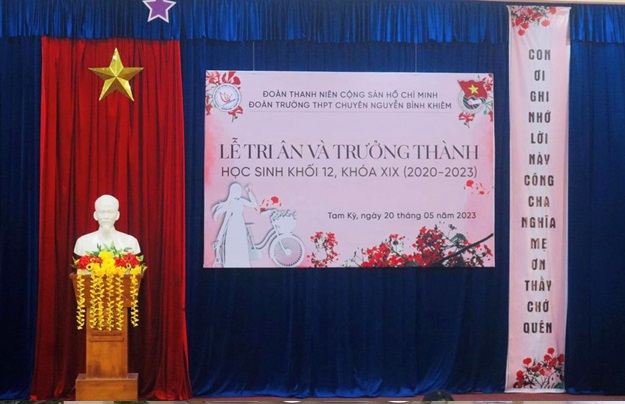 ĐOÀN THANH NIÊN CỘNG SẢN HỒ CHÍ MINH
ĐOÀN TRƯỜNG THPT CHUYÊN NGUYỄN BỈNH KHIÊM
LỄ TRI ÂN VÀ TRƯỞNG THÀNH
HỌC SINH KHỐI 12, KHÓA XIX (2020-2023)
Tam Kỳ, ngày 20 tháng 05 năm 2023
CON
ƠI
GHI
NHỚ
LỜI
NÀY
CÔNG
CHA
NGHĨA
MẸ
ƠN
THẦY
CHỚ
QUÊN